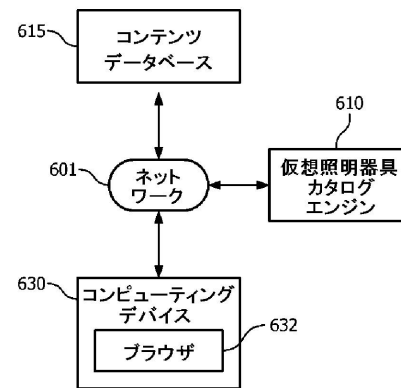 615
コンテンツ
データベース
610
601
ネット
ワーク
仮想照明器具
カタログ
エンジン
630
コンピューティング
デバイス
632
ブラウザ